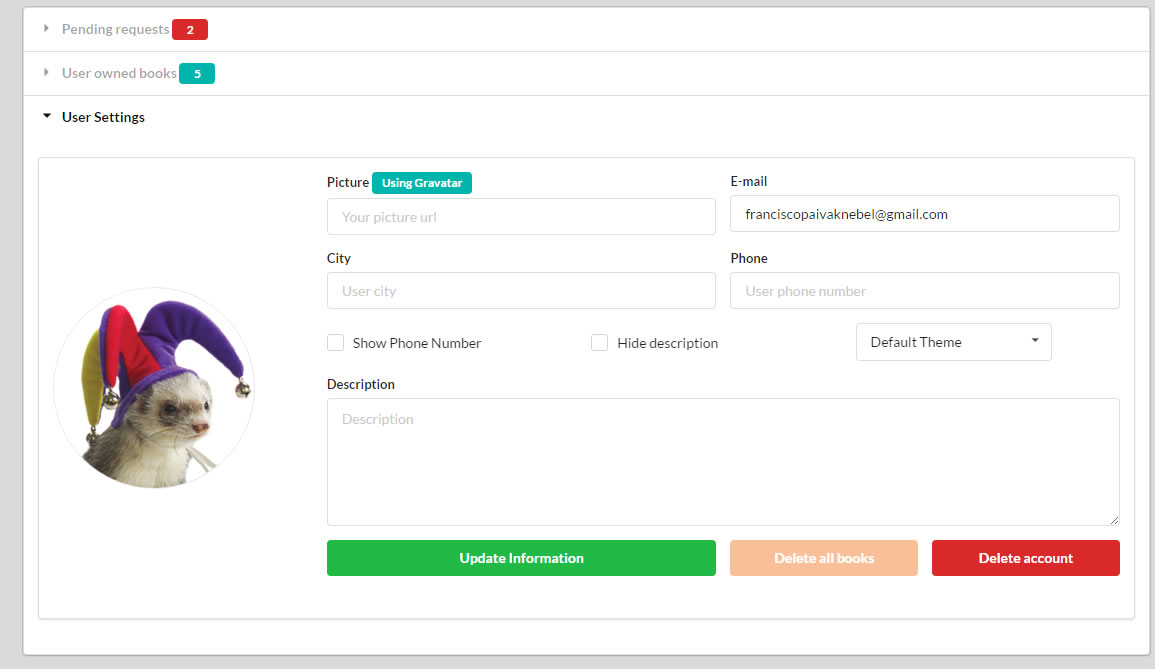 Pending requests 2
User owned books 5
User Settings
Picture Using Gravatar
E-mail
Your picture url
franciscopaivaknebel@gmail.com
City
Phone
User city
User phone number
Show Phone Number
Hide description
Default Theme
Description
Description
Update Information
Delete all books
Delete account